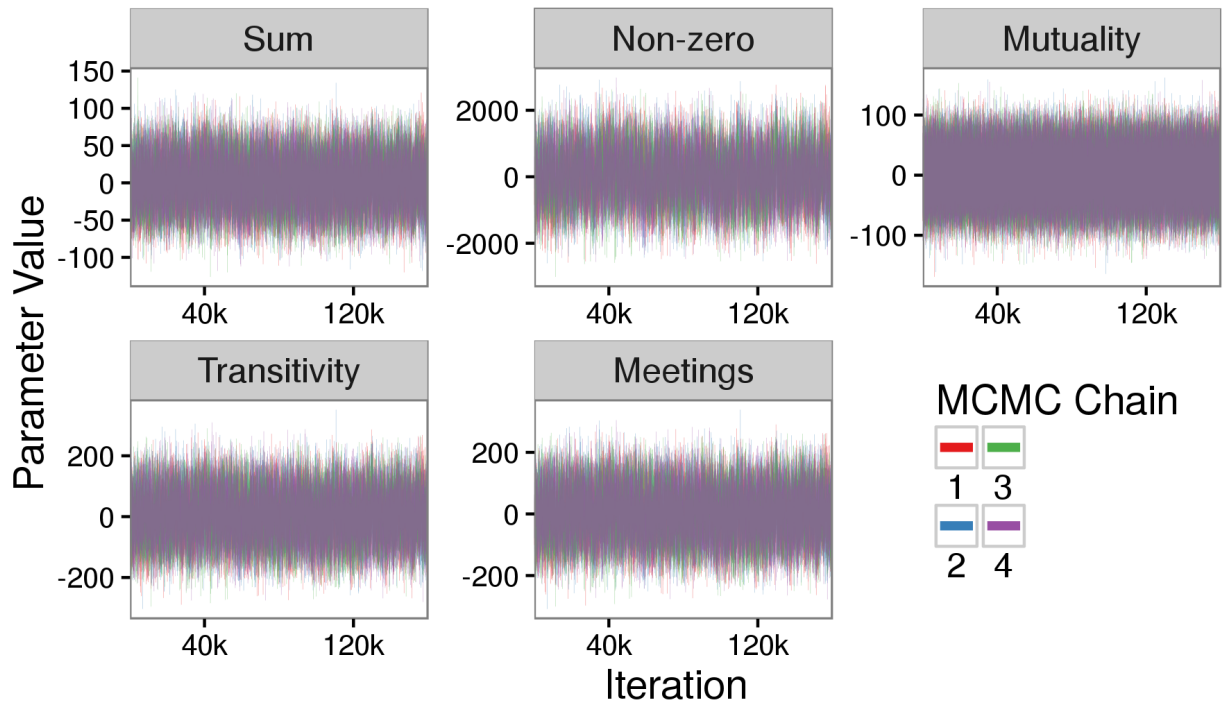 Sum
Non-zero
Mutuality
150
100
50
0
-50
-100
2000
0
-2000
100
0
-100
40k
120k
40k
120k
40k
120k
Parameter Value
Transitivity
Meetings
200
0
-200
200
0
-200
40k
120k
40k
120k
Iteration
MCMC Chain
1
3
2
4